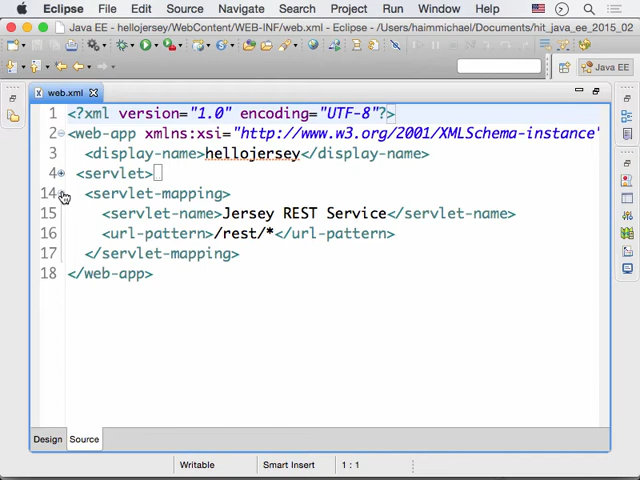 Eclipse File Edit Source Navigate Search Project Run Window Help
Java EE - hellojersey/WebContent/WEB-INF/web.xml - Eclipse - /Users/haimmichael/Documents/hit_java_ee_2015_02
Java EE
web.xml
1 <?xml version="1.0" encoding="UTF-8"?>
2 <web-app xmlns:xsi="http://www.w3.org/2001/XMLSchema-instance"
3 <display-name>hellojersey</display-name>
4 <servlet>
14 <servlet-mapping>
15 <servlet-name>Jersey REST Service</servlet-name>
16 <url-pattern>/rest/*</url-pattern>
17 </servlet-mapping>
18 </web-app>
Design Source
Writable Smart Insert 1 : 1